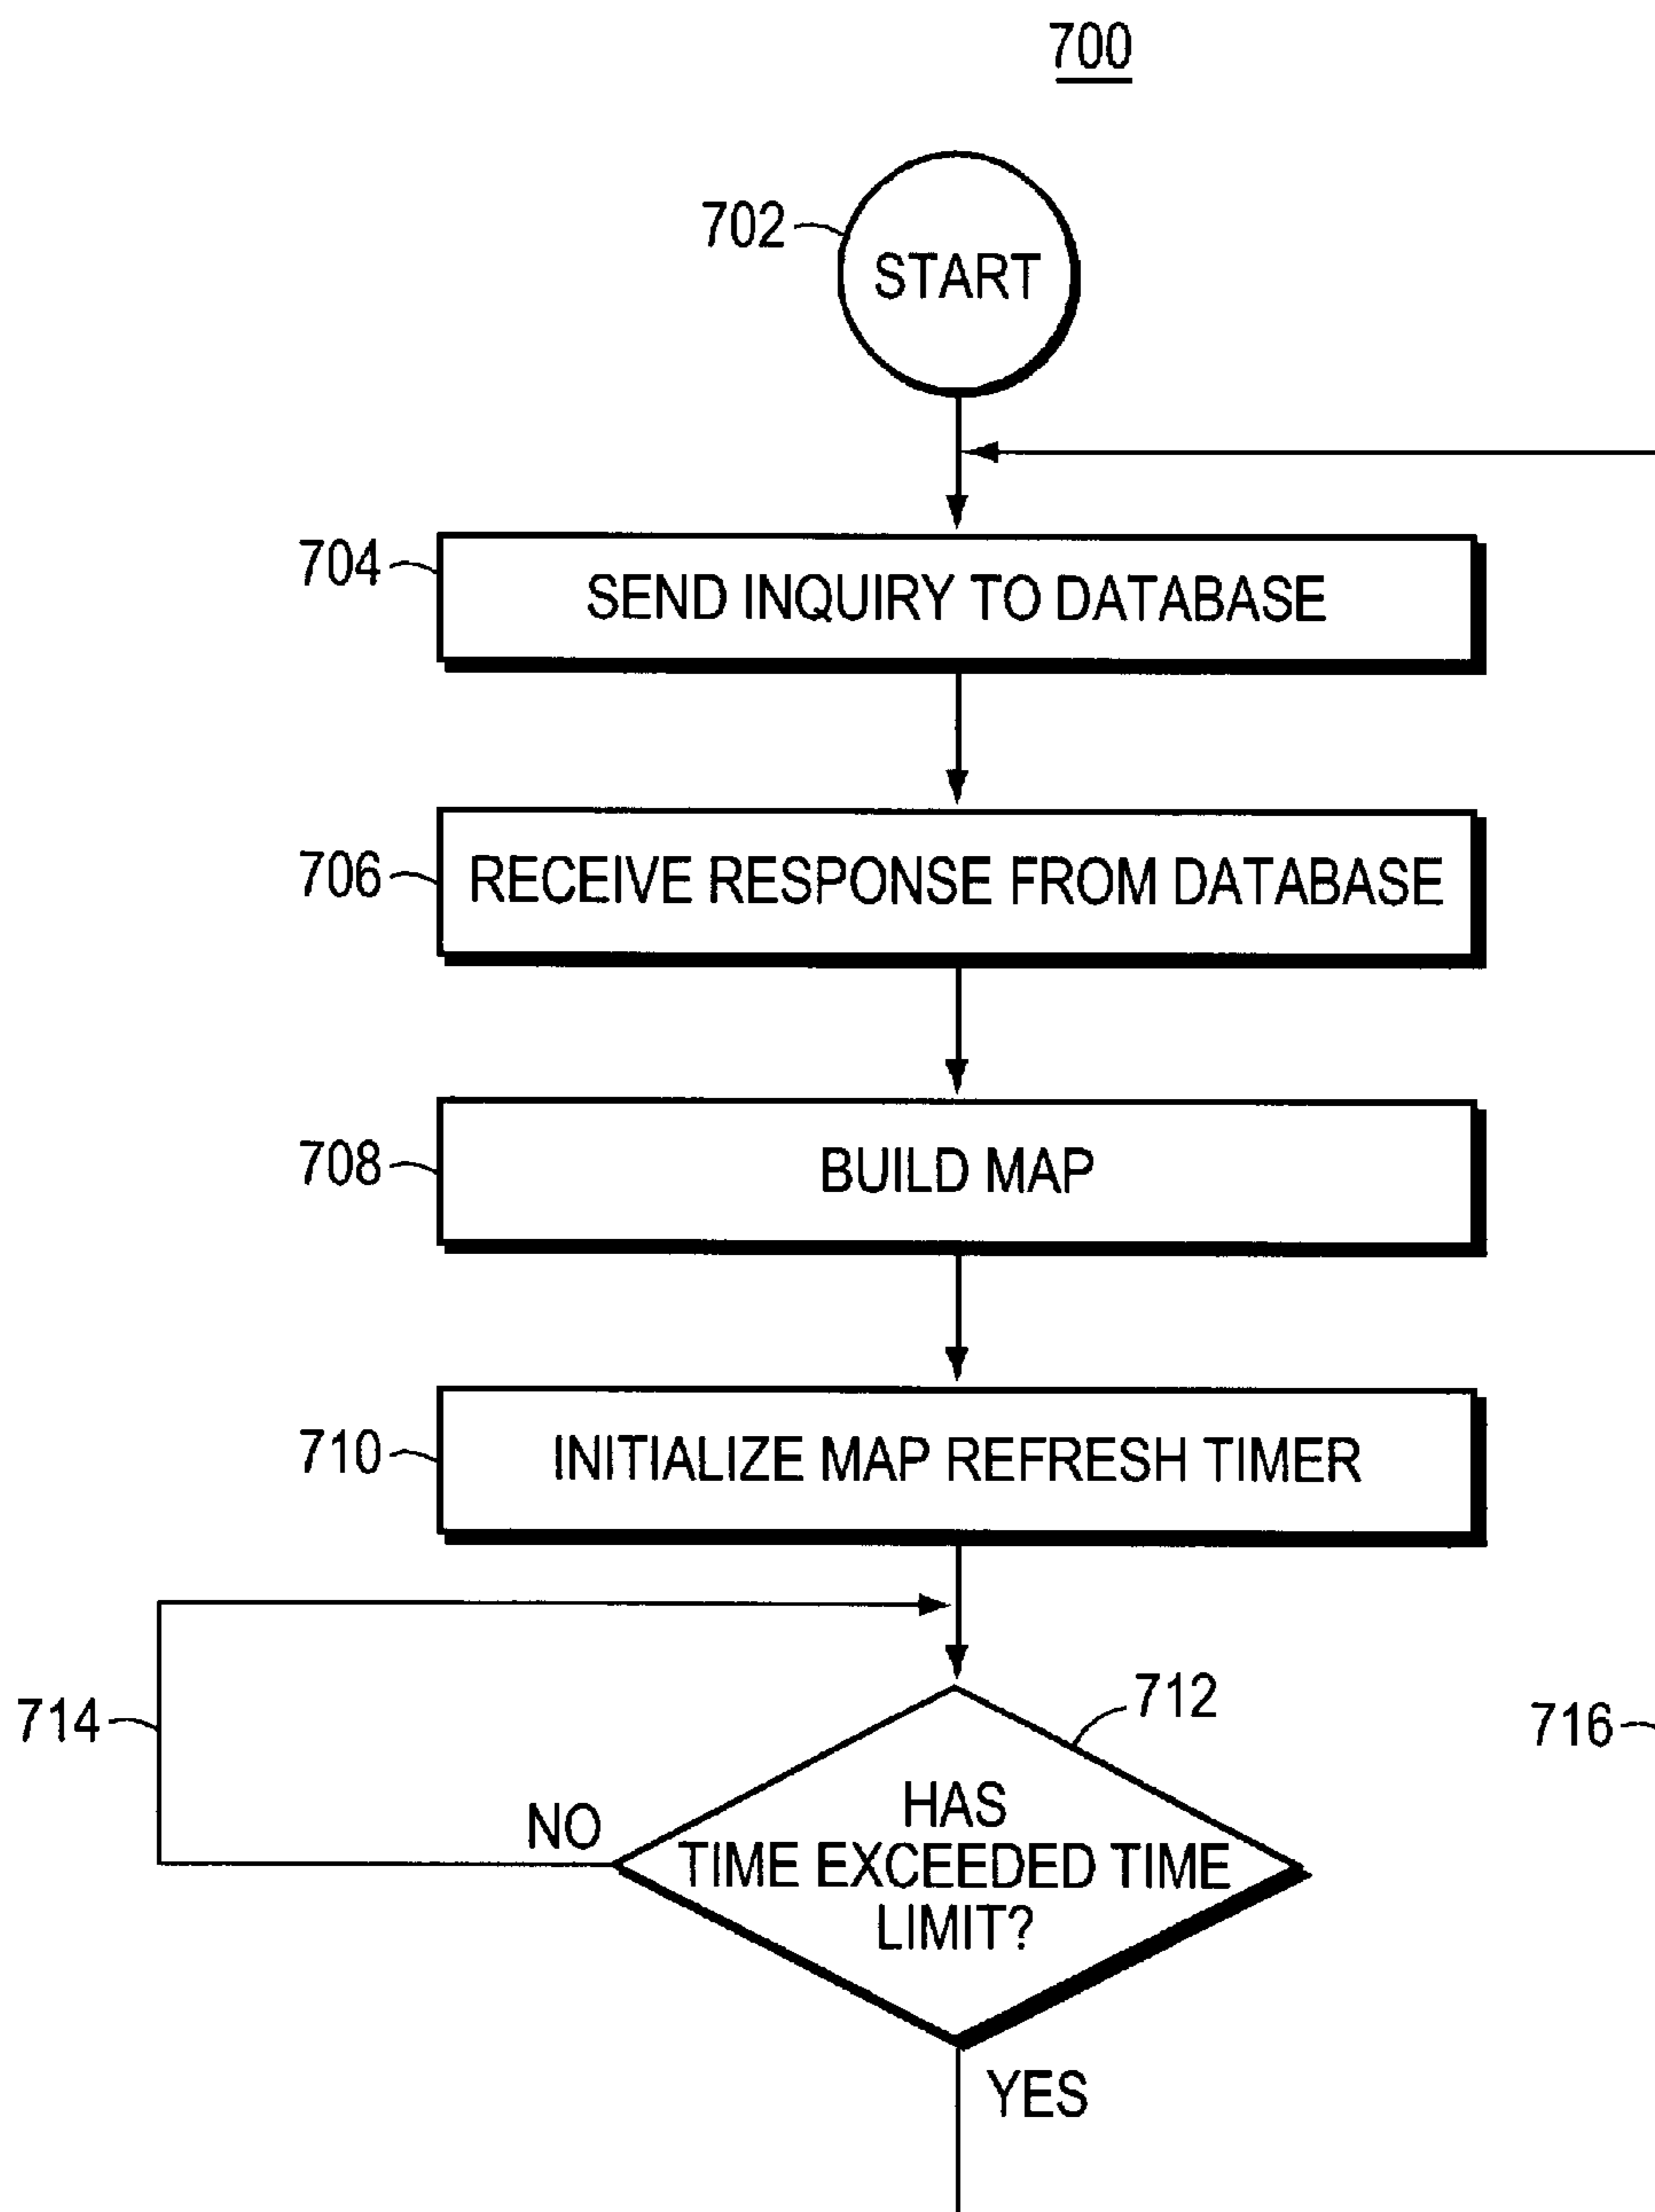 700
702
START
704
SEND INQUIRY TO DATABASE
706
RECEIVE RESPONSE FROM DATABASE
708
BUILD MAP
710
INITIALIZE MAP REFRESH TIMER
714
712
716
NO
HAS
TIME EXCEEDED TIME
LIMIT?
YES